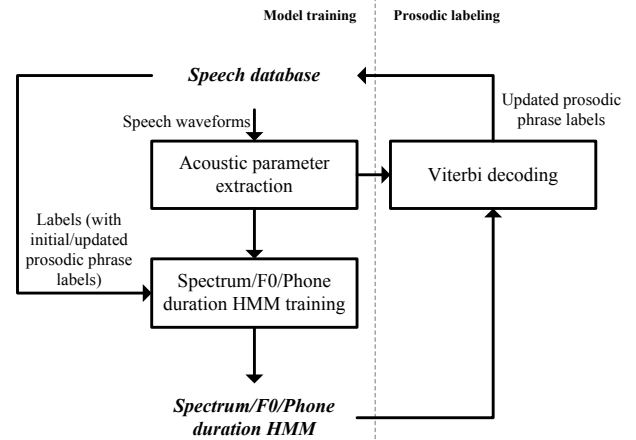 Model training
Prosodic labeling
Speech database
Speech waveforms
Updated prosodic
phrase labels
Acoustic parameter
extraction
Viterbi decoding
Labels (with
initial/updated
prosodic phrase
labels)
Spectrum/F0/Phone
duration HMM training
Spectrum/F0/Phone
duration HMM